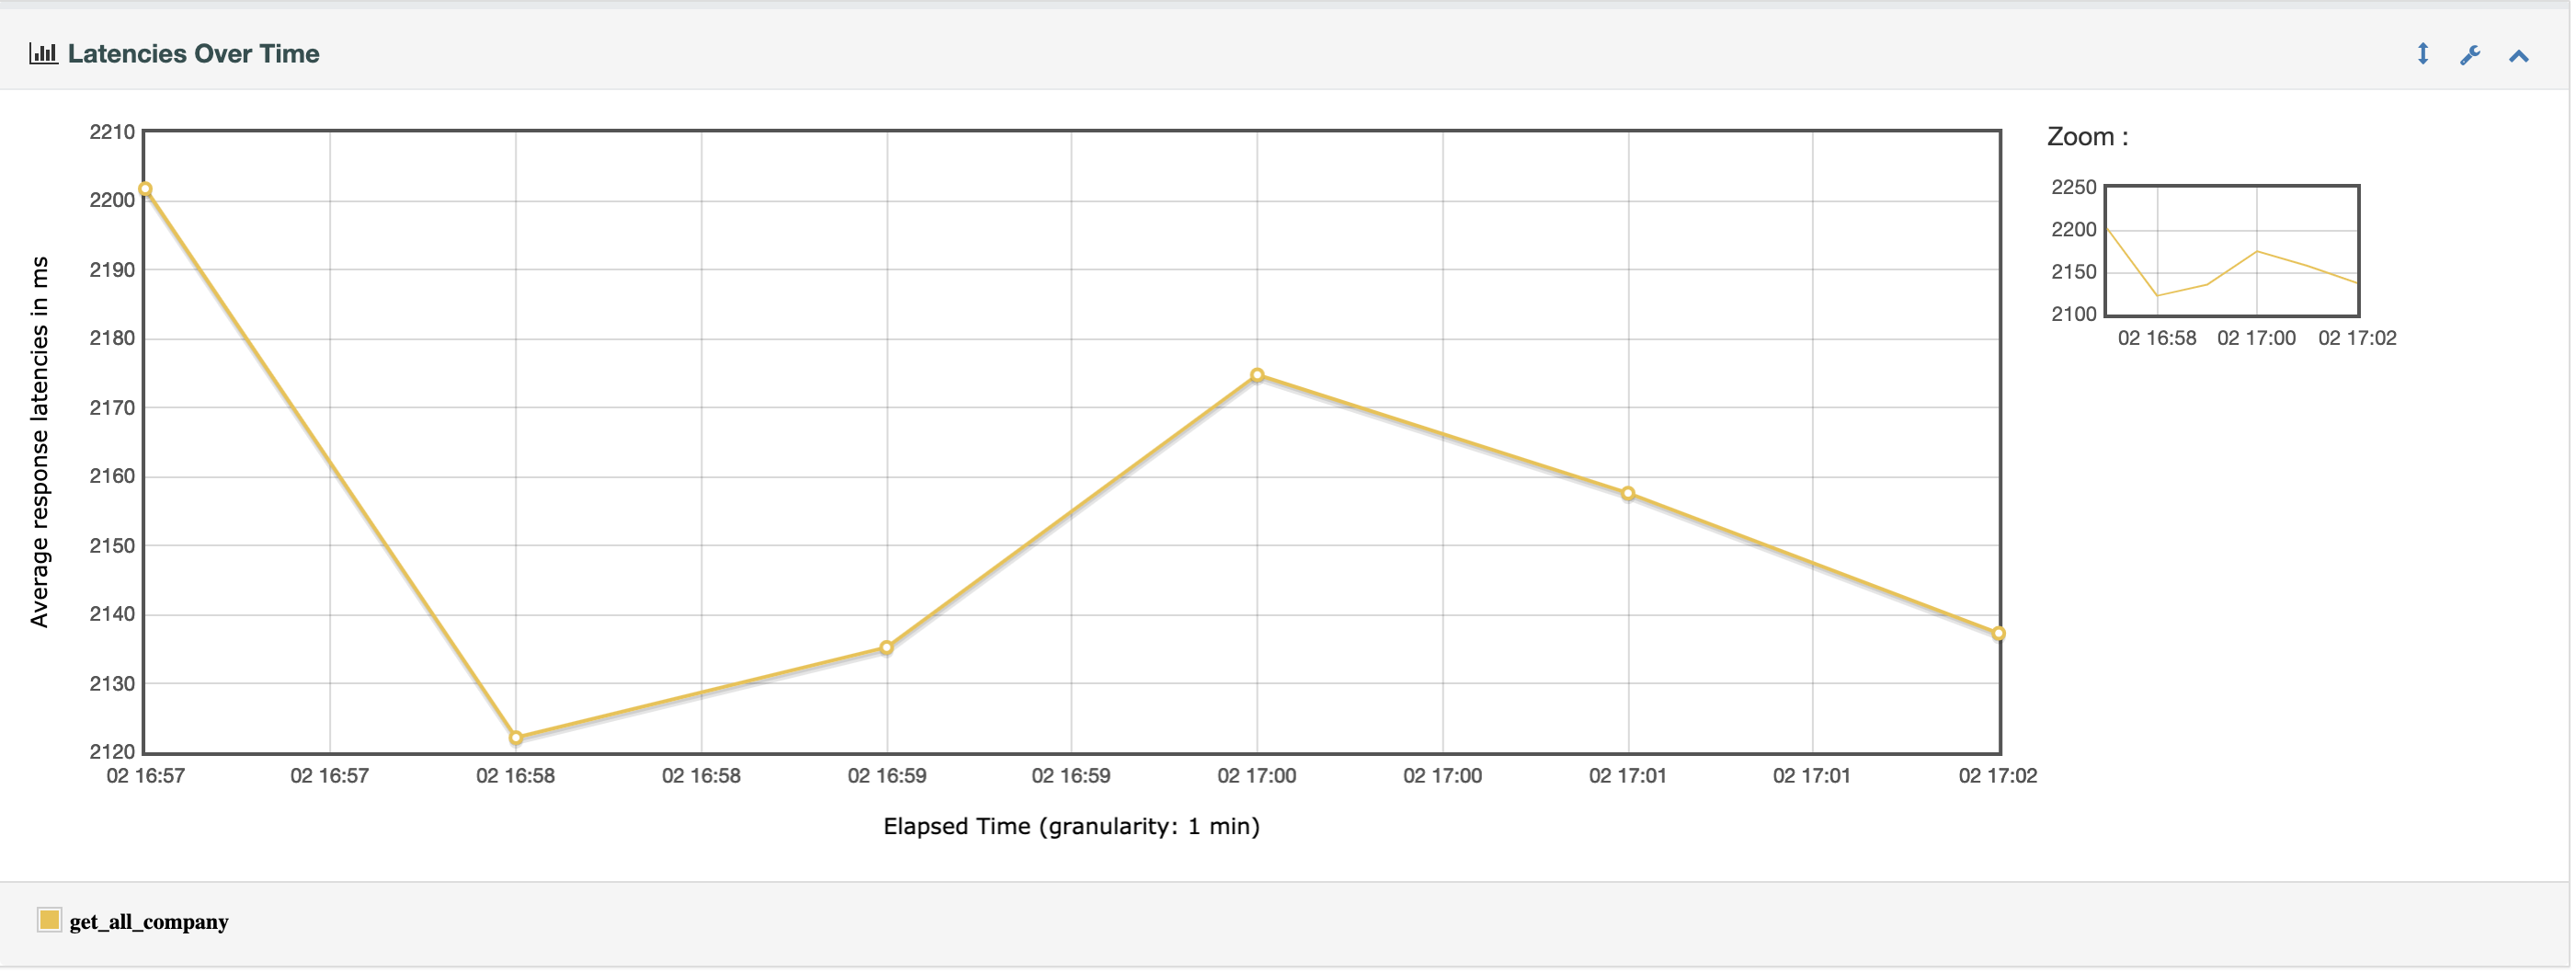 Latencies Over Time
Average response latencies in ms
2210
2200
2190
2180
2170
2160
2150
2140
2130
2120
02 16:57 02 16:57 02 16:58 02 16:58 02 16:59 02 16:59 02 17:00 02 17:00 02 17:01 02 17:01 02 17:02
Elapsed Time (granularity: 1 min)
Zoom :
2250
2200
2150
2100
02 16:58 02 17:00 02 17:02
get_all_company